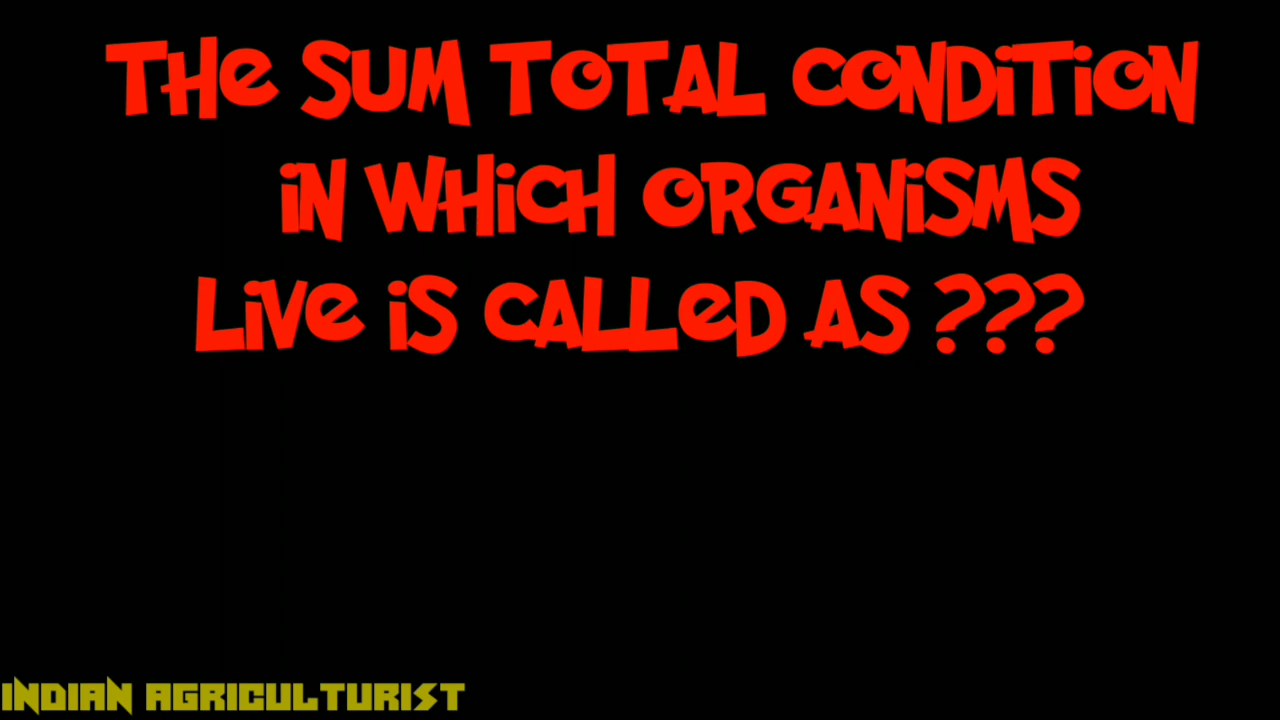 THe SUM TOTAL CONDiTiON
iN WHiCH ORGANiSMS
LiVe iS CALLeD AS ???
INDIAN AGRICULTURIST